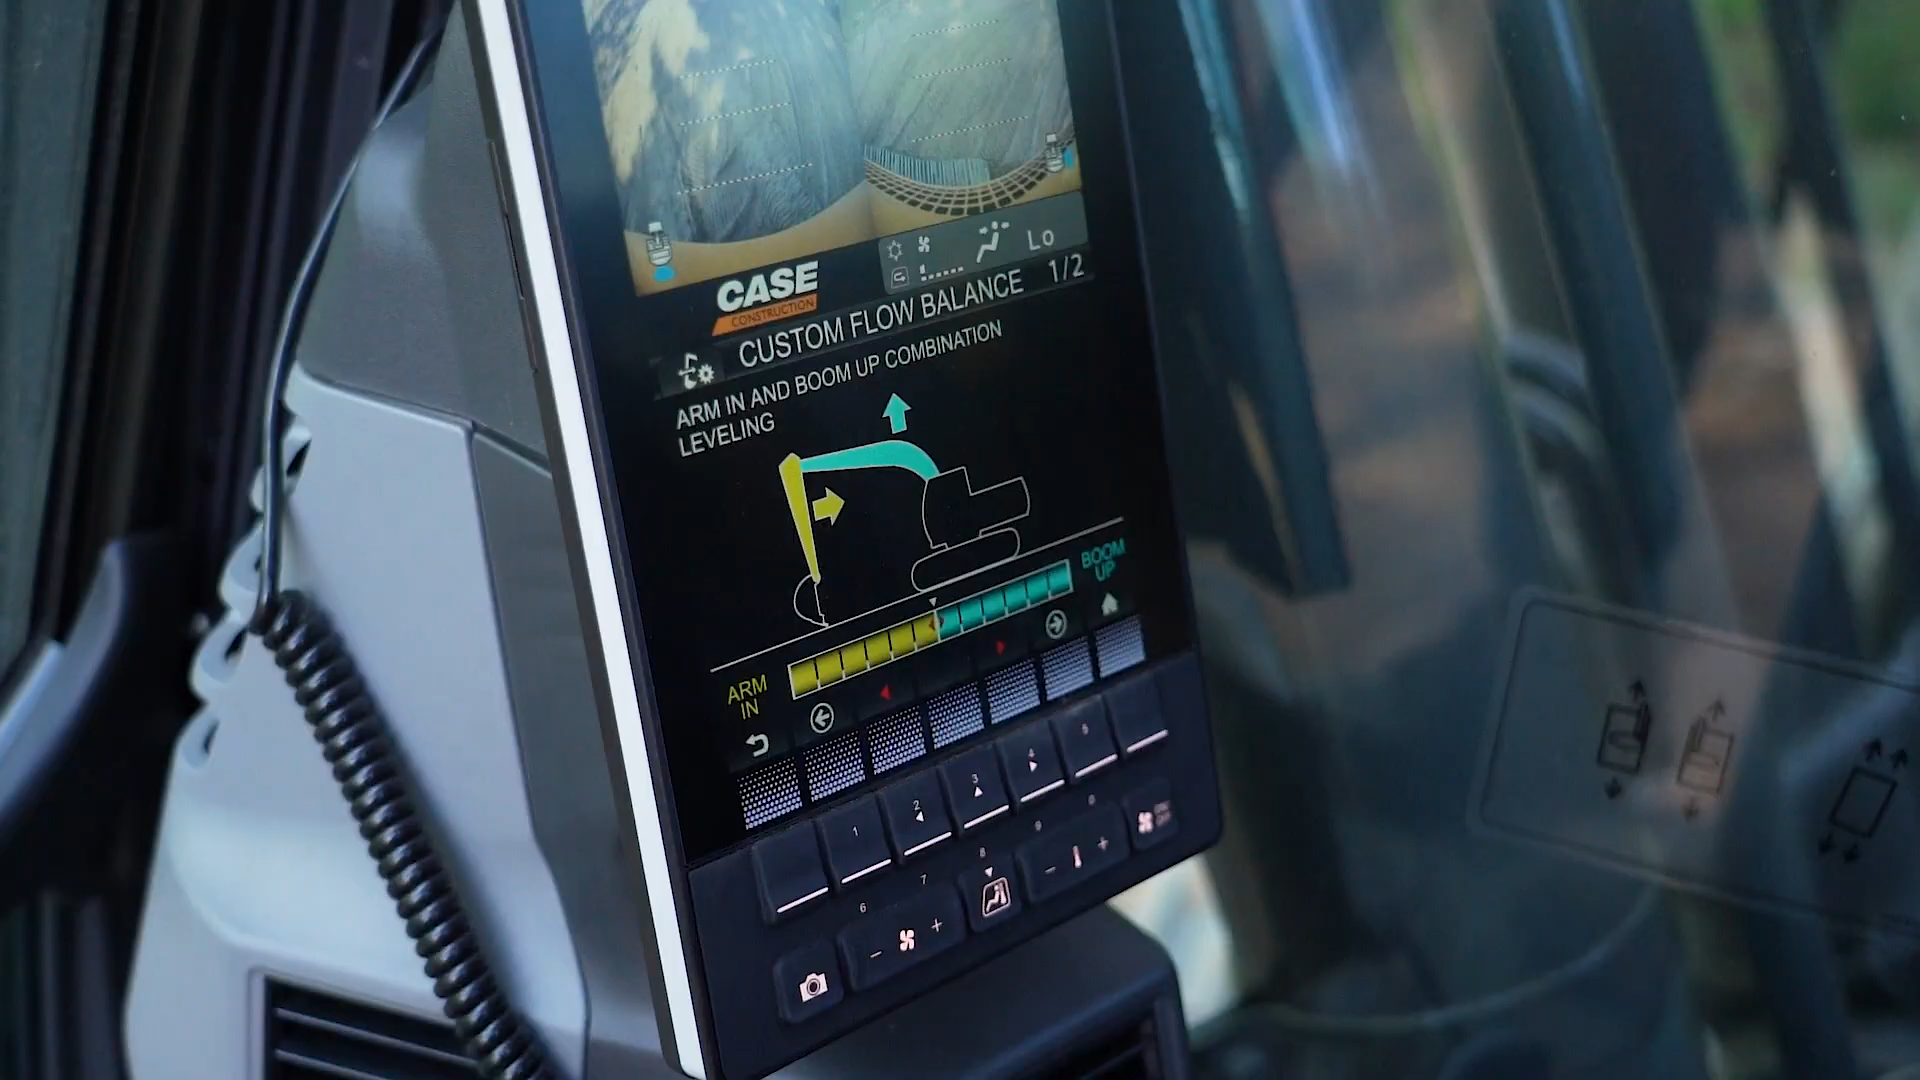 Lo
CASE
CONSTRUCTION
CUSTOM FLOW BALANCE 1/2
ARM IN AND BOOM UP COMBINATION
LEVELING
BOOM
UP
ARM
IN
1 2 3 4 5
6 7 8 9 0